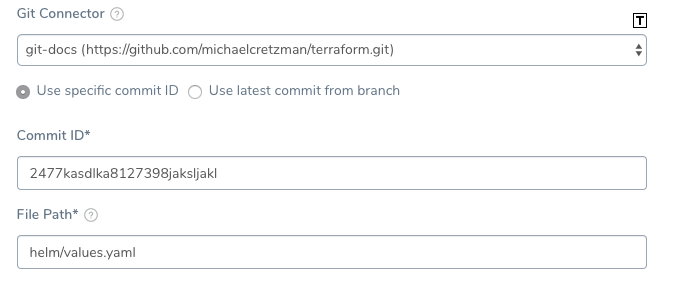 Git Connector ?
T
git-docs (https://github.com/michaelcretzman/terraform.git)
Use specific commit ID Use latest commit from branch
Commit ID*
2477kasdlka8127398jaksljakl
File Path* ?
helm/values.yaml